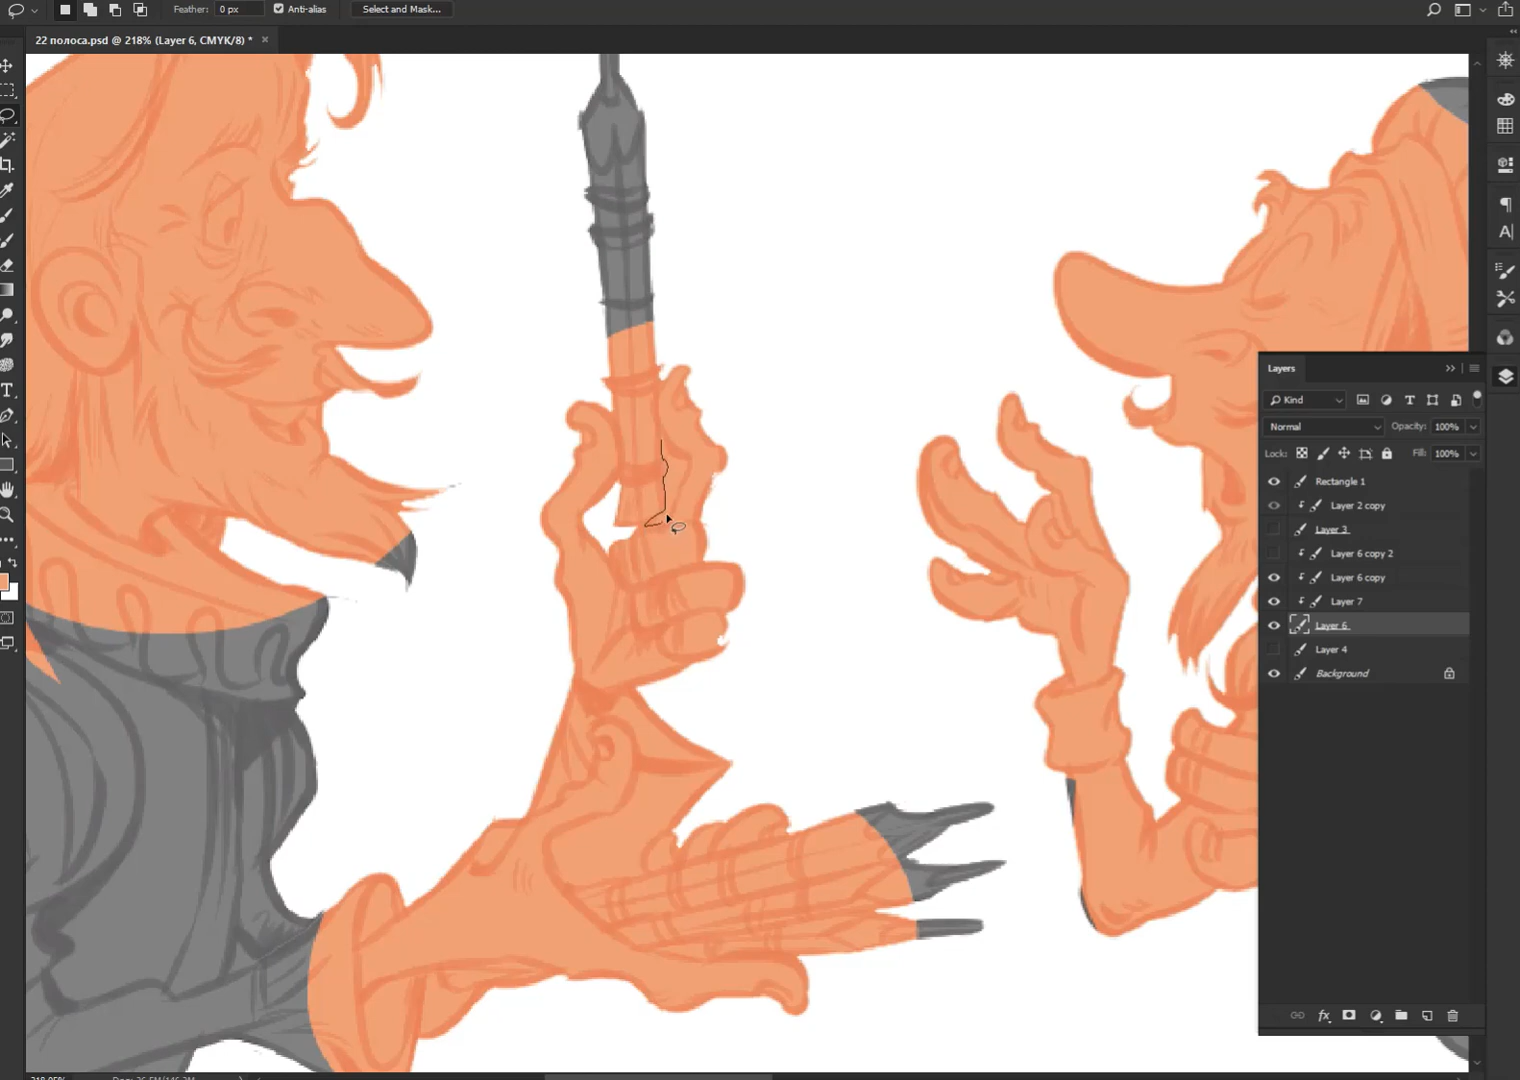 Feather: 0 px Anti-alias Select and Mask...
22 полоса.psd @ 218% (Layer 6, CMYK/8) * ×
Layers
Kind
Normal Opacity: 100%
Lock: Fill: 100%
Rectangle 1
Layer 2 copy
Layer 3
Layer 6 copy 2
Layer 6 copy
Layer 7
Layer 6
Layer 4
Background
fx